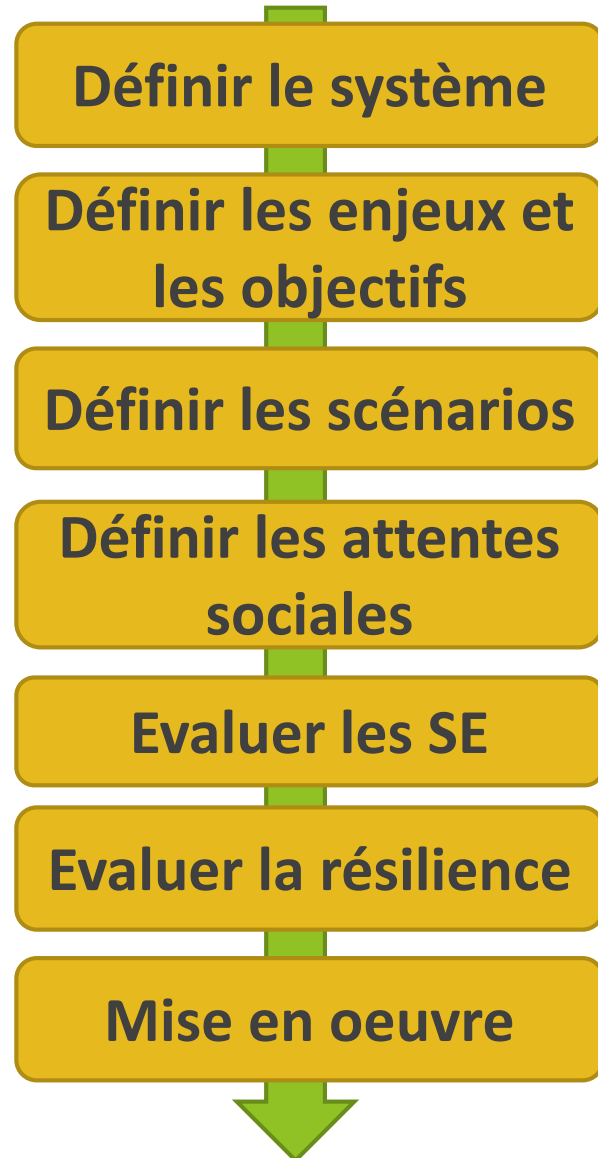 Définir le système
Définir les enjeux et
les objectifs
Définir les scénarios
Définir les attentes
sociales
Evaluer les SE
Evaluer la résilience
Mise en oeuvre